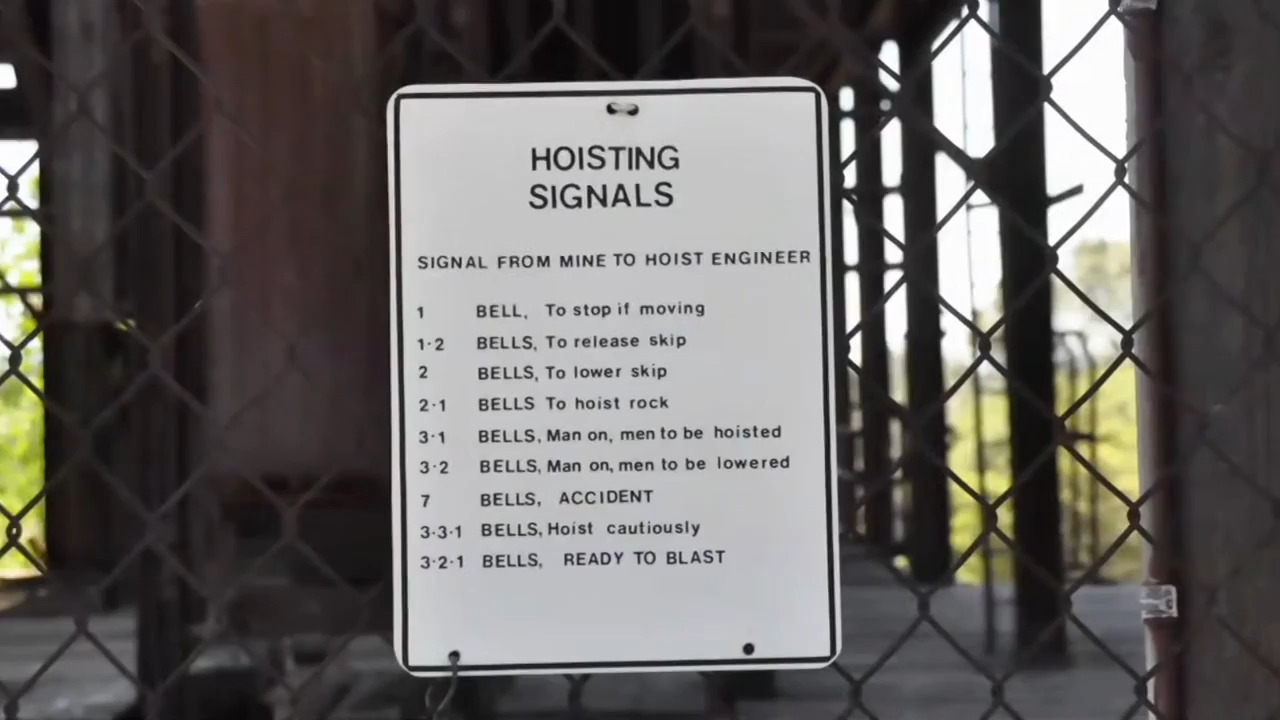 HOISTING
SIGNALS
SIGNAL FROM MINE TO HOIST ENGINEER
1 BELL, To stop if moving
1·2 BELLS, To release skip
2 BELLS, To lower skip
2·1 BELLS To hoist rock
3·1 BELLS, Man on, men to be hoisted
3·2 BELLS, Man on, men to be lowered
7 BELLS, ACCIDENT
3·3·1 BELLS, Hoist cautiously
3·2·1 BELLS, READY TO BLAST